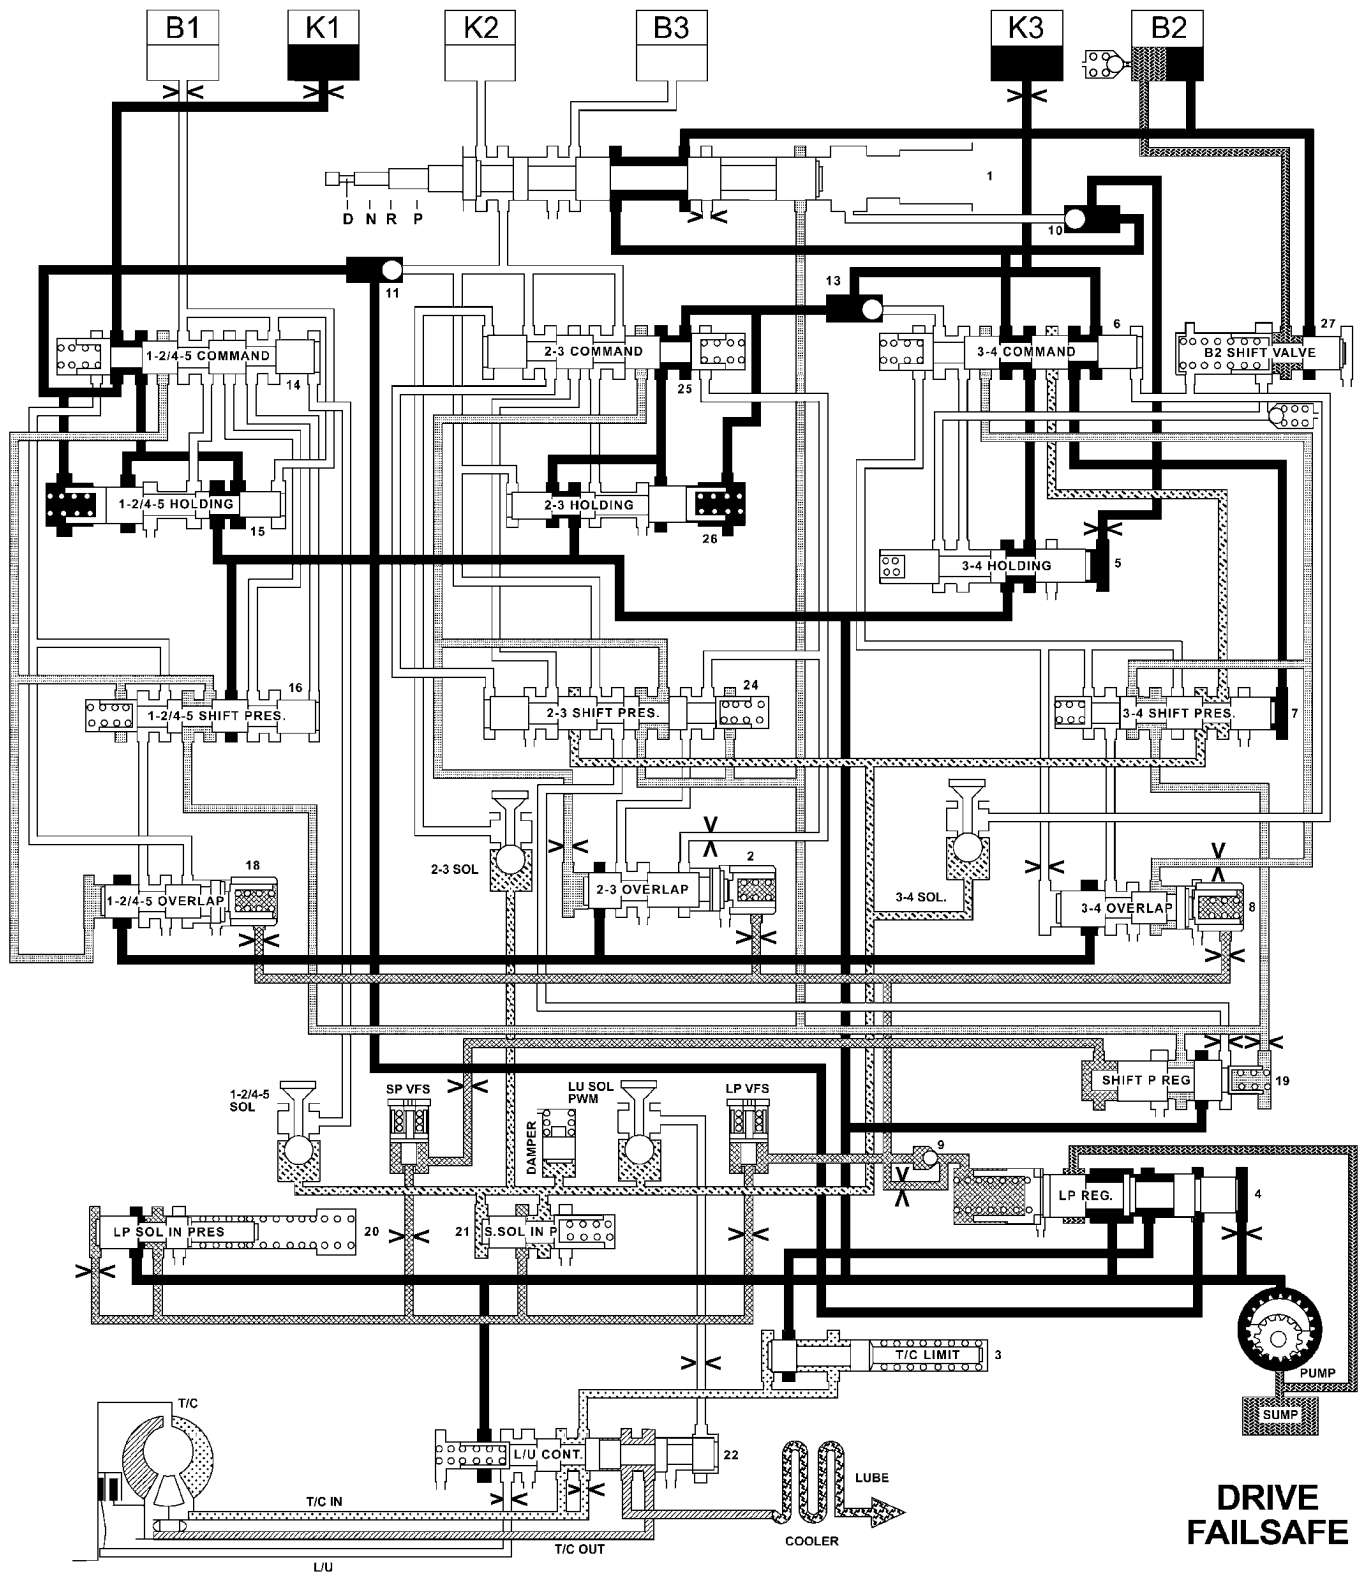 B1 K1 K2 B3 K3 B2
1
D N R P
10
11
13
6
27
1-2/4-5 COMMAND
2-3 COMMAND
3-4 COMMAND
B2 SHIFT VALVE
14
25
1-2/4-5 HOLDING
2-3 HOLDING
15
26
3-4 HOLDING
5
16
24
1-2/4-5 SHIFT PRES.
2-3 SHIFT PRES.
3-4 SHIFT PRES.
7
18
2-3 SOL
2
3-4 SOL.
1-2/4-5 OVERLAP
2-3 OVERLAP
3-4 OVERLAP
8
SHIFT P REG
19
1-2/4-5
SOL
SP VFS
LU SOL
PWM
LP VFS
DAMPER
9
LP REG.
4
LP SOL IN PRES
20
21
S.SOL IN P
T/C LIMIT
3
PUMP
SUMP
T/C
L/U CONT.
22
T/C IN
LUBE
COOLER
T/C OUT
L/U
DRIVE
FAILSAFE